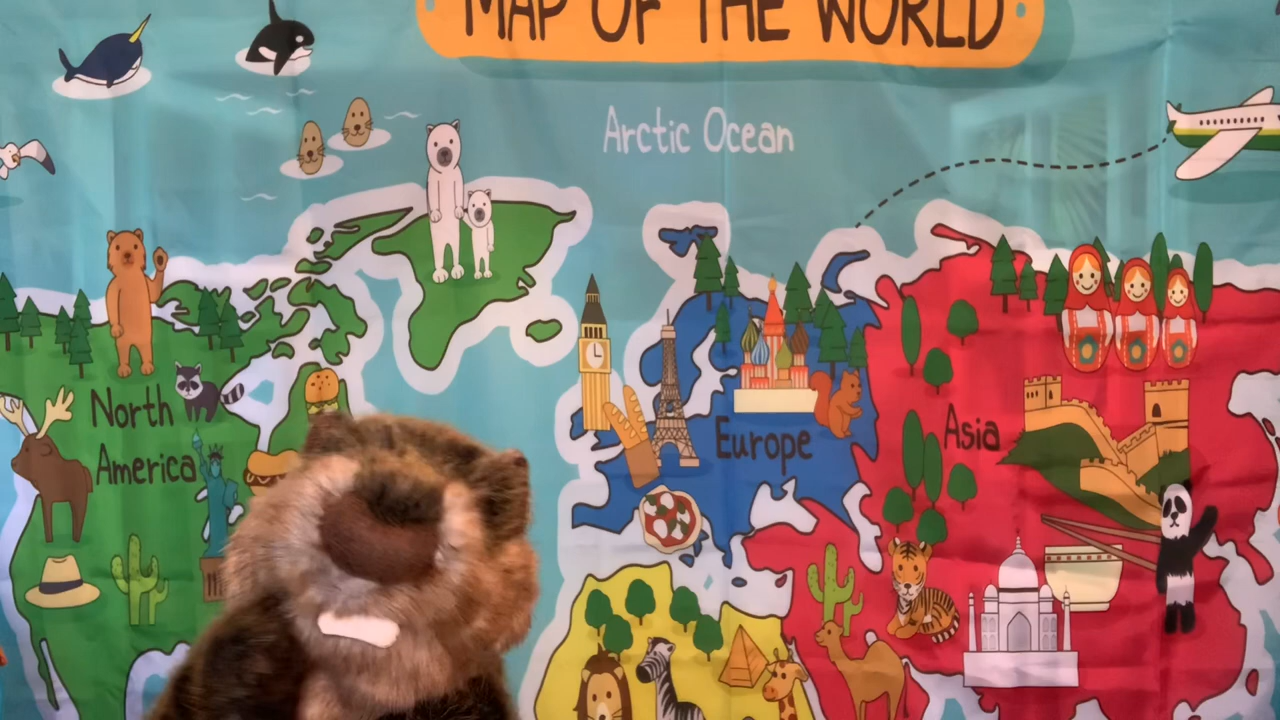 MAP OF THE WORLD
Arctic Ocean
North
America
Europe
Asia